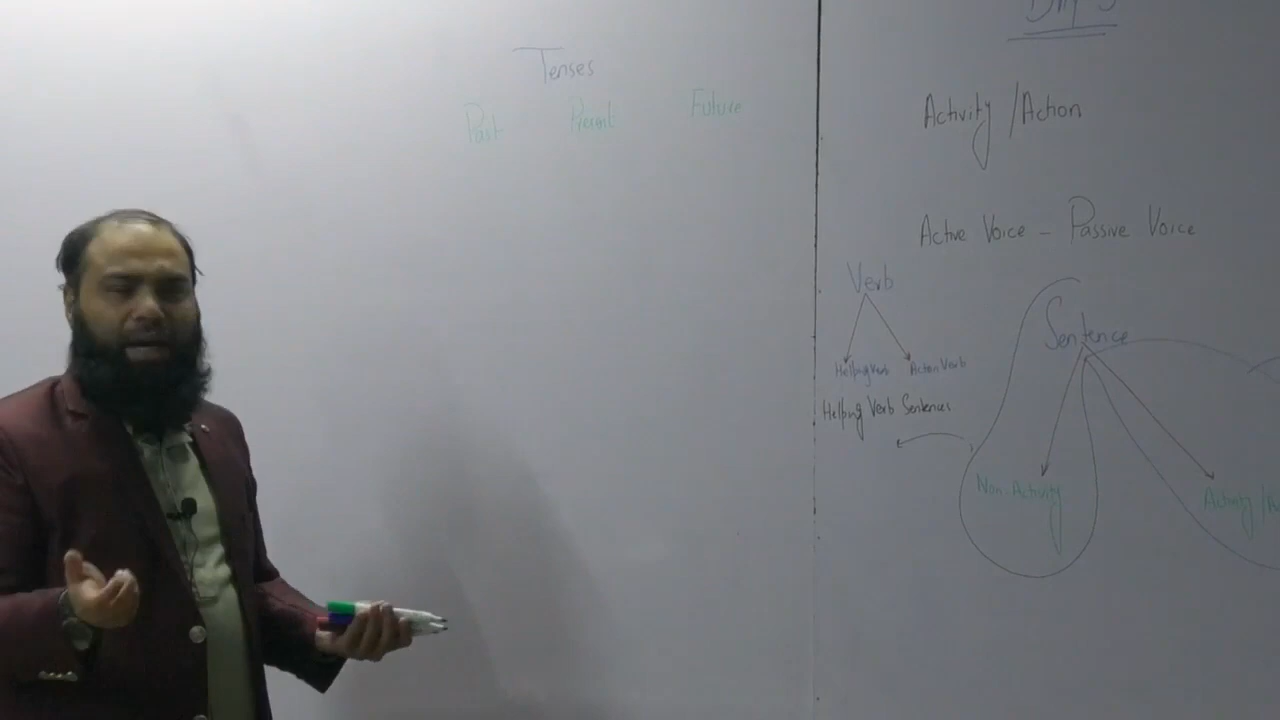 Tenses
Past Present Future
Activity / Action
Active Voice - Passive Voice
Verb
Helping Verb Action Verb
Helping Verb Sentences
Sentence
Non-Activity
Activity /